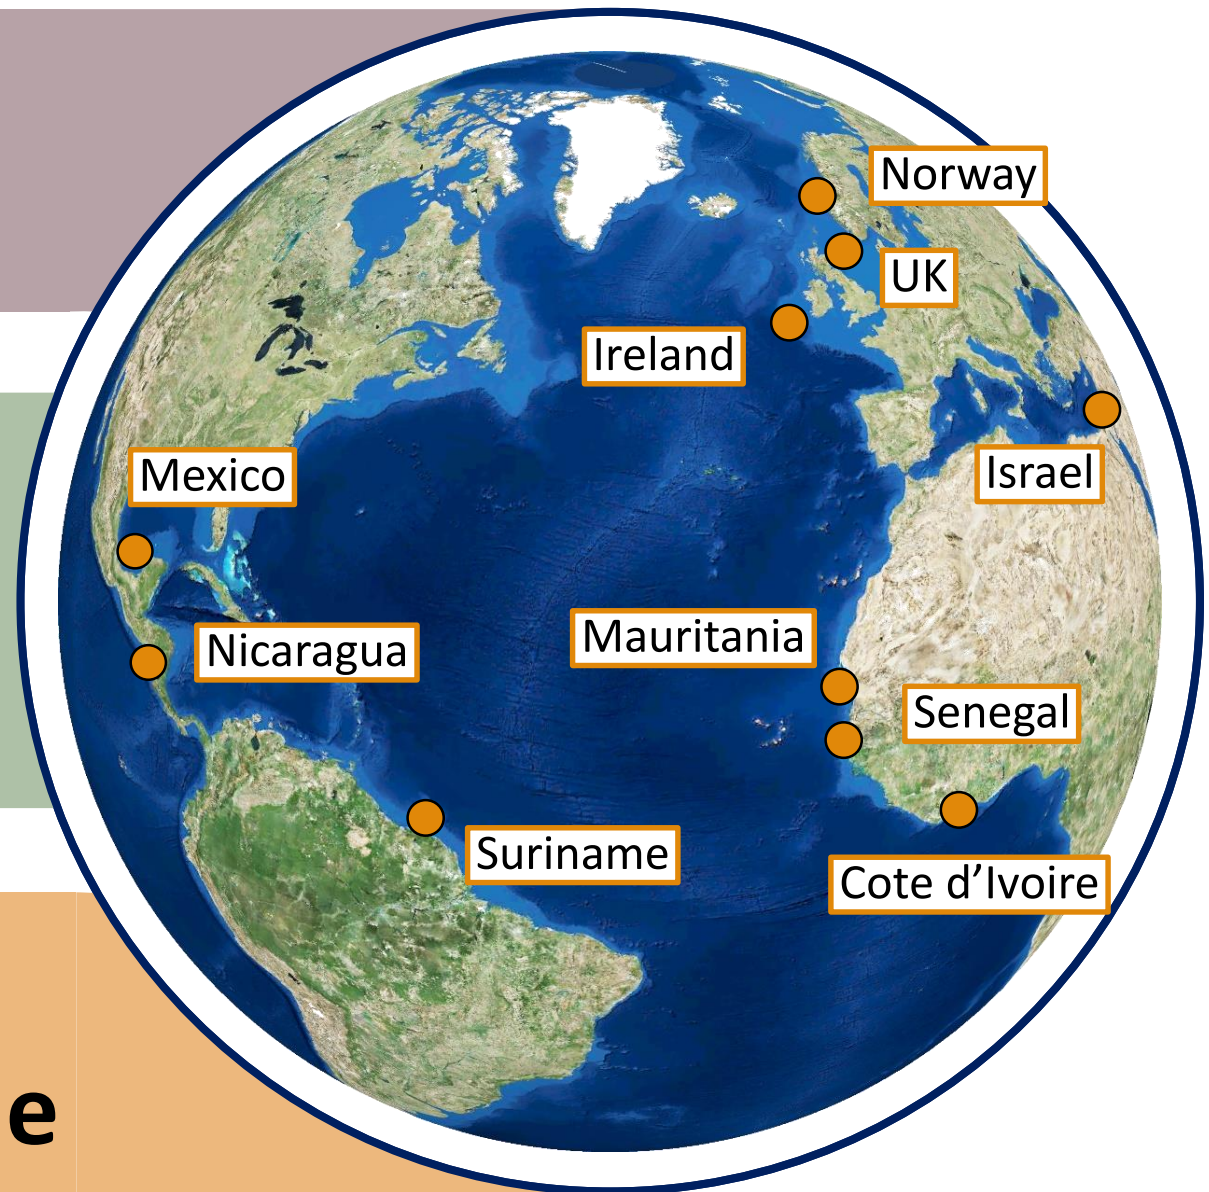 Norway
UK
Ireland
Israel
Mexico
Mauritania
Nicaragua
Senegal
Suriname
Cote d’Ivoire
e